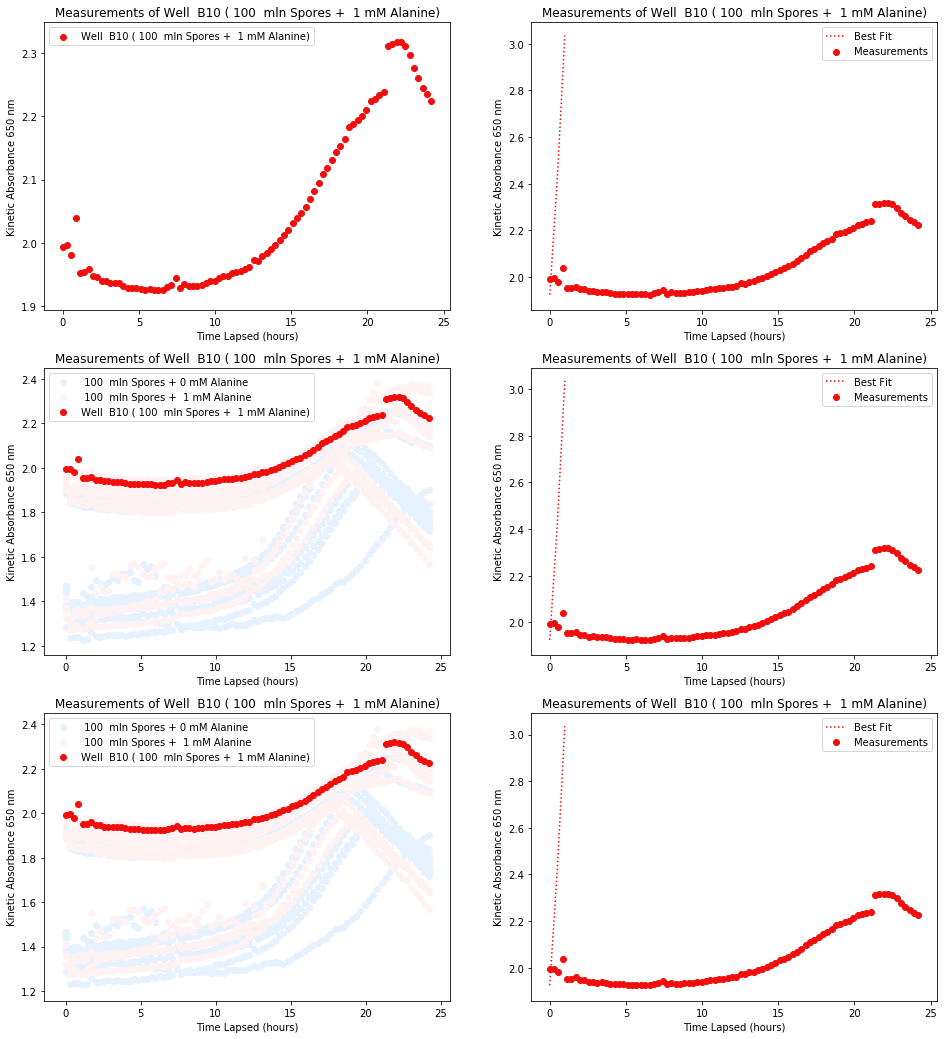 Measurements of Well  B10 ( 100  mln Spores +  1 mM Alanine)
Kinetic Absorbance 650 nm
2.3
2.2
2.1
2.0
1.9
Well  B10 ( 100  mln Spores +  1 mM Alanine)
0 5 10 15 20 25
Time Lapsed (hours)
Measurements of Well  B10 ( 100  mln Spores +  1 mM Alanine)
Kinetic Absorbance 650 nm
3.0
2.8
2.6
2.4
2.2
2.0
Best Fit
Measurements
0 5 10 15 20 25
Time Lapsed (hours)
Measurements of Well  B10 ( 100  mln Spores +  1 mM Alanine)
Kinetic Absorbance 650 nm
2.4
2.2
2.0
1.8
1.6
1.4
1.2
100  mln Spores + 0 mM Alanine
100  mln Spores +  1 mM Alanine
Well  B10 ( 100  mln Spores +  1 mM Alanine)
0 5 10 15 20 25
Time Lapsed (hours)
Measurements of Well  B10 ( 100  mln Spores +  1 mM Alanine)
Kinetic Absorbance 650 nm
3.0
2.8
2.6
2.4
2.2
2.0
Best Fit
Measurements
0 5 10 15 20 25
Time Lapsed (hours)
Measurements of Well  B10 ( 100  mln Spores +  1 mM Alanine)
Kinetic Absorbance 650 nm
2.4
2.2
2.0
1.8
1.6
1.4
1.2
100  mln Spores + 0 mM Alanine
100  mln Spores +  1 mM Alanine
Well  B10 ( 100  mln Spores +  1 mM Alanine)
0 5 10 15 20 25
Time Lapsed (hours)
Measurements of Well  B10 ( 100  mln Spores +  1 mM Alanine)
Kinetic Absorbance 650 nm
3.0
2.8
2.6
2.4
2.2
2.0
Best Fit
Measurements
0 5 10 15 20 25
Time Lapsed (hours)